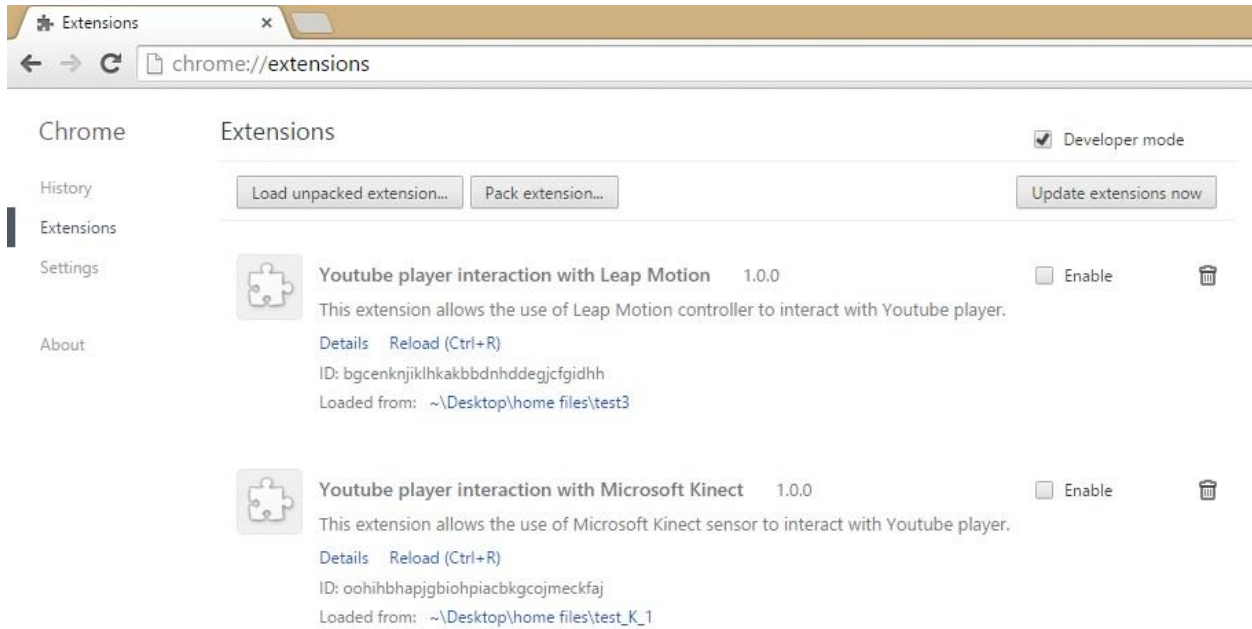 Extensions
chrome://extensions
Chrome
Extensions
Developer mode
History
Load unpacked extension...
Pack extension...
Update extensions now
Extensions
Settings
Youtube player interaction with Leap Motion 1.0.0
Enable
This extension allows the use of Leap Motion controller to interact with Youtube player.
About
Details Reload (Ctrl+R)
ID: bgcenknjiklhkakbbdnhddegjcfgidhh
Loaded from: ~\Desktop\home files\test3
Youtube player interaction with Microsoft Kinect 1.0.0
Enable
This extension allows the use of Microsoft Kinect sensor to interact with Youtube player.
Details Reload (Ctrl+R)
ID: oohihbhapjgbiohpiacbkgcojmeckfaj
Loaded from: ~\Desktop\home files\test_K_1